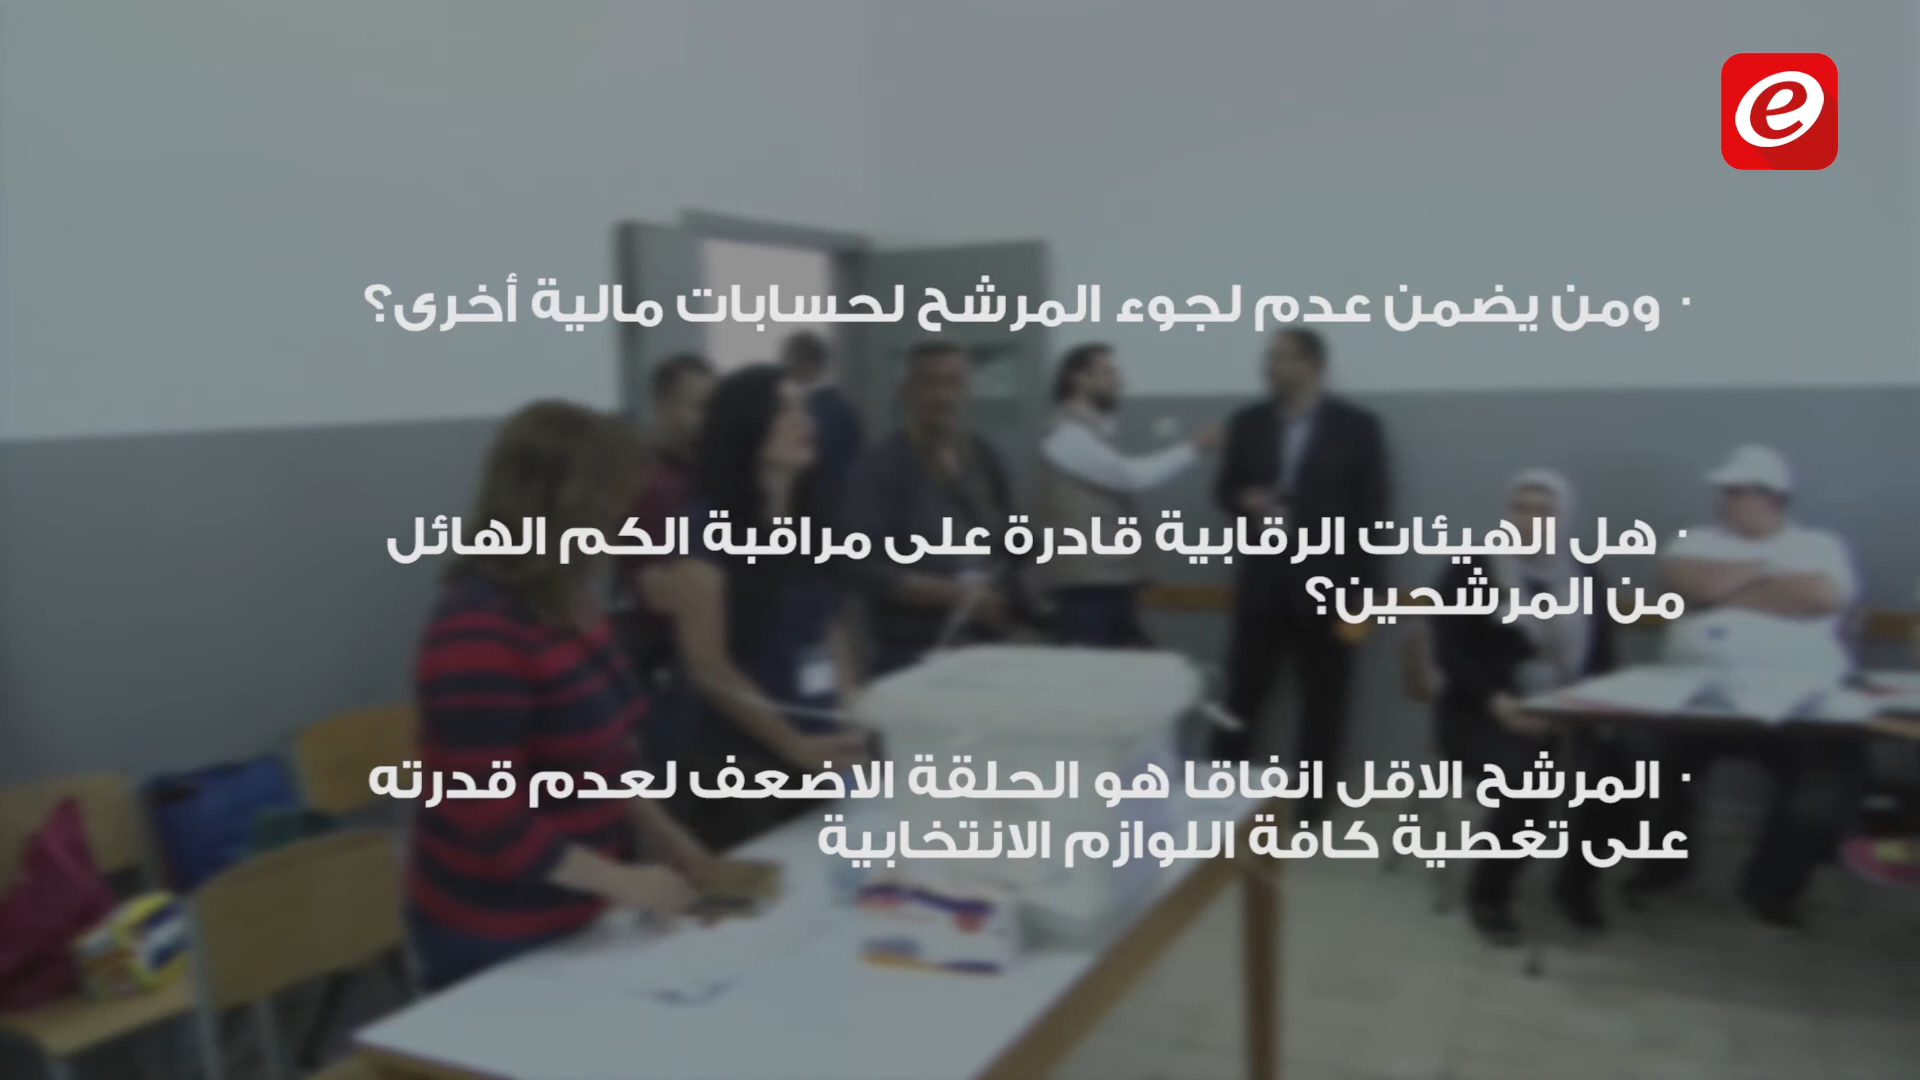 · ومن يضمن عدم لجوء المرشح لحسابات مالية أخرى؟
· هل الهيئات الرقابية قادرة على مراقبة الكم الهائل
من المرشحين؟
· المرشح الاقل انفاقا هو الحلقة الاضعف لعدم قدرته
على تغطية كافة اللوازم الانتخابية